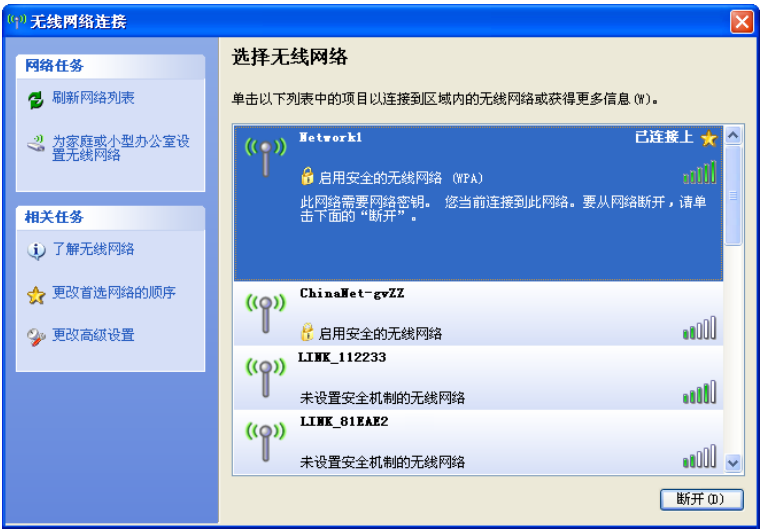 无线网络连接
网络任务
刷新网络列表
为家庭或小型办公室设
置无线网络
相关任务
了解无线网络
更改首选网络的顺序
更改高级设置
选择无线网络
单击以下列表中的项目以连接到区域内的无线网络或获得更多信息(W)。
Network1 已连接上
启用安全的无线网络 (WPA)
此网络需要网络密钥。 您当前连接到此网络。要从网络断开，请单
击下面的“断开”。
ChinaNet-gvZZ
启用安全的无线网络
LINK_112233
未设置安全机制的无线网络
LINK_81EAE2
未设置安全机制的无线网络
断开(D)